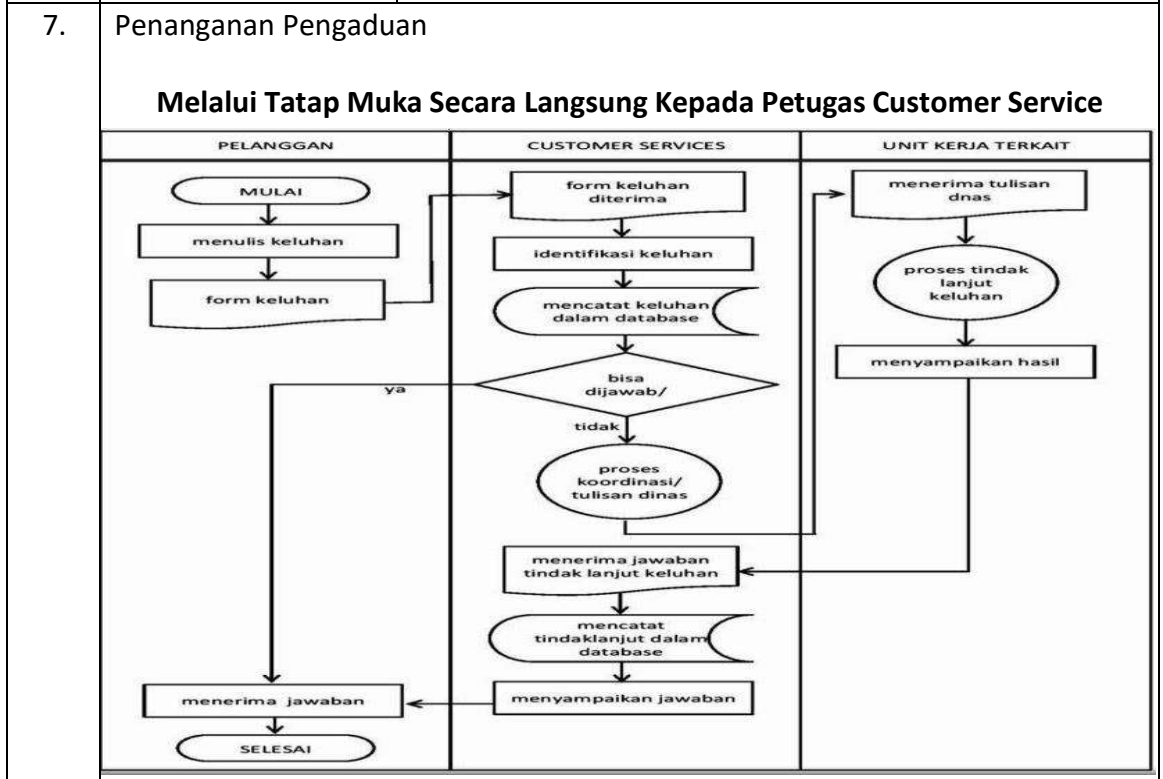 7.
Penanganan Pengaduan
Melalui Tatap Muka Secara Langsung Kepada Petugas Customer Service
PELANGGAN
CUSTOMER SERVICES
UNIT KERJA TERKAIT
MULAI
menulis keluhan
form keluhan
form keluhan
diterima
identifikasi keluhan
mencatat keluhan
dalam database
bisa
dijawab/
ya
tidak
proses
koordinasi/
tulisan dinas
menerima tulisan
dnas
proses tindak
lanjut
keluhan
menyampaikan hasil
menerima jawaban
tindak lanjut keluhan
mencatat
tindaklanjut dalam
database
menyampaikan jawaban
menerima jawaban
SELESAI